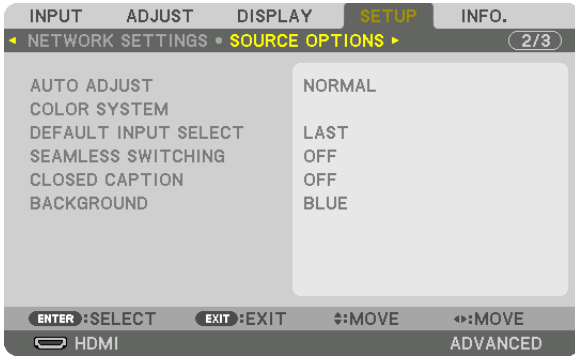 INPUT ADJUST DISPLAY SETUP INFO.
NETWORK SETTINGS • SOURCE OPTIONS 2/3
AUTO ADJUST NORMAL
COLOR SYSTEM
DEFAULT INPUT SELECT LAST
SEAMLESS SWITCHING OFF
CLOSED CAPTION OFF
BACKGROUND BLUE
ENTER :SELECT EXIT :EXIT :MOVE :MOVE
HDMI ADVANCED